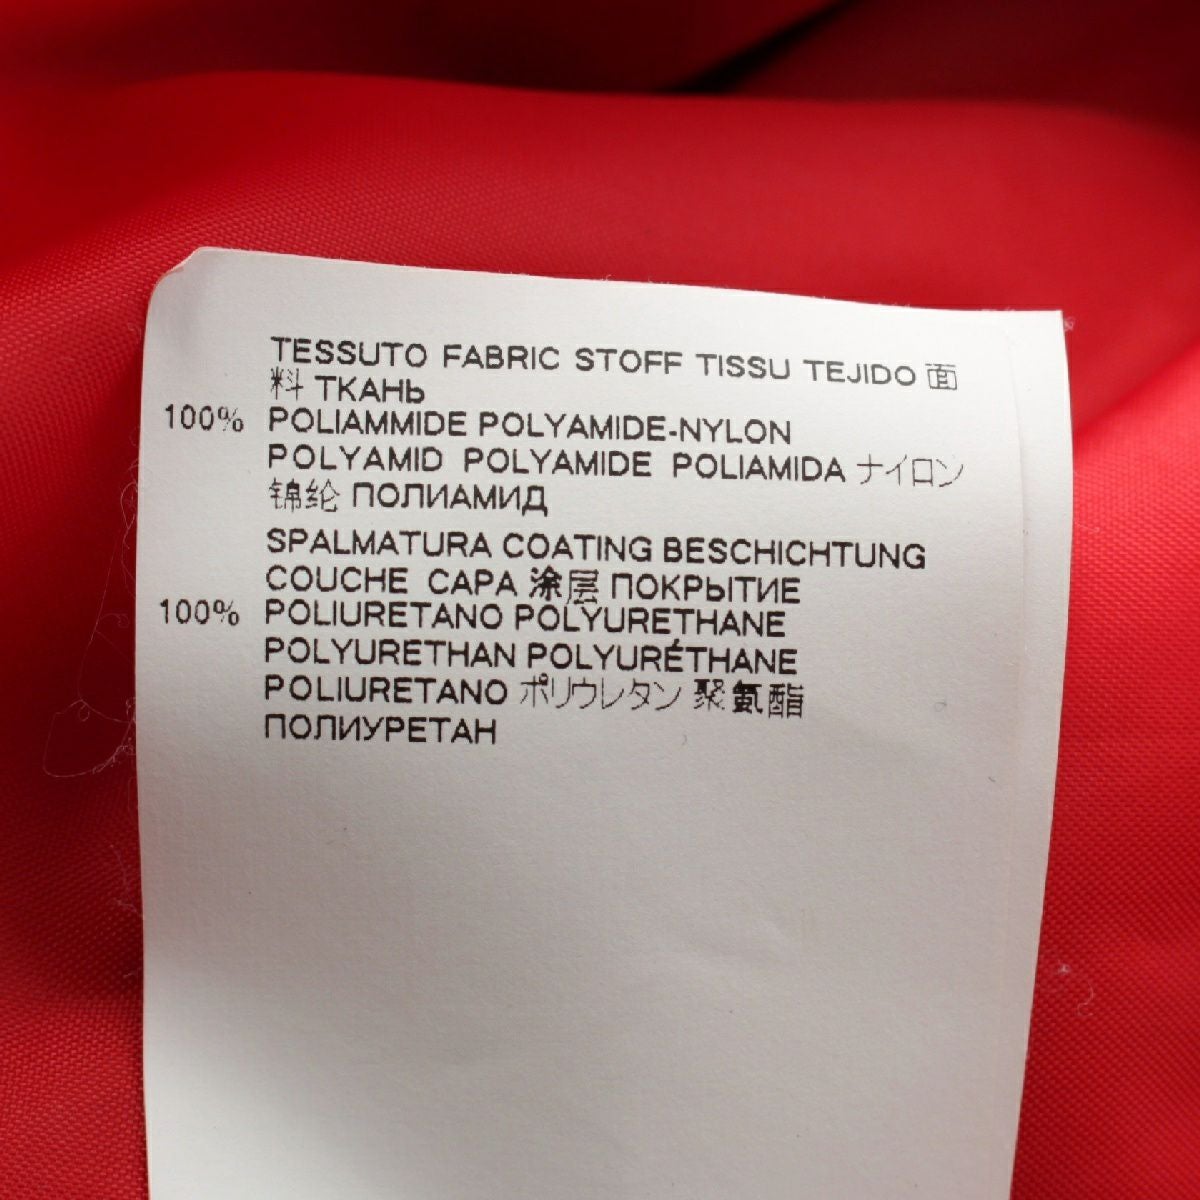 TESSUTO FABRIC STOFF TISSU TEJIDO 面
料 ТКАНЬ
100% POLIAMMIDE POLYAMIDE-NYLON
POLYAMID POLYAMIDE POLIAMIDA ナイロン
锦纶 ПОЛИАМИД
SPALMATURA COATING BESCHICHTUNG
COUCHE CAPA 涂层 ПОКРЫТИЕ
100% POLIURETANO POLYURETHANE
POLYURETHAN POLYURÉTHANE
POLIURETANO ポリウレタン 聚氨酯
ПОЛИУРЕТАН